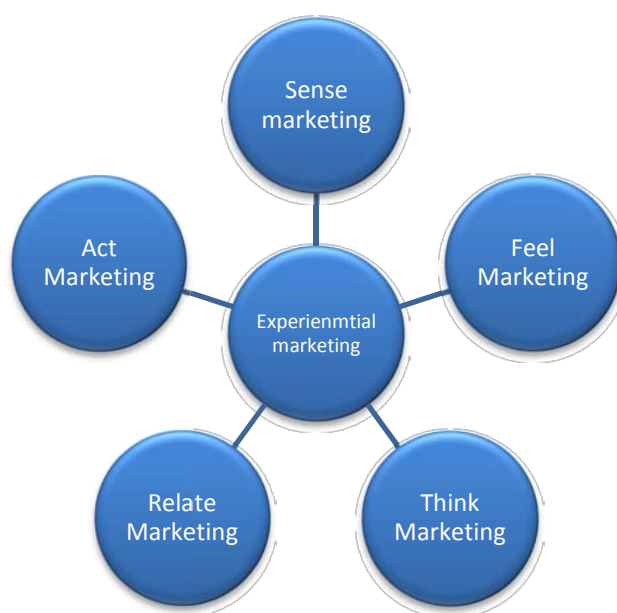 Sense
marketing
Act
Marketing
Feel
Marketing
Experienmtial
marketing
Relate
Marketing
Think
Marketing